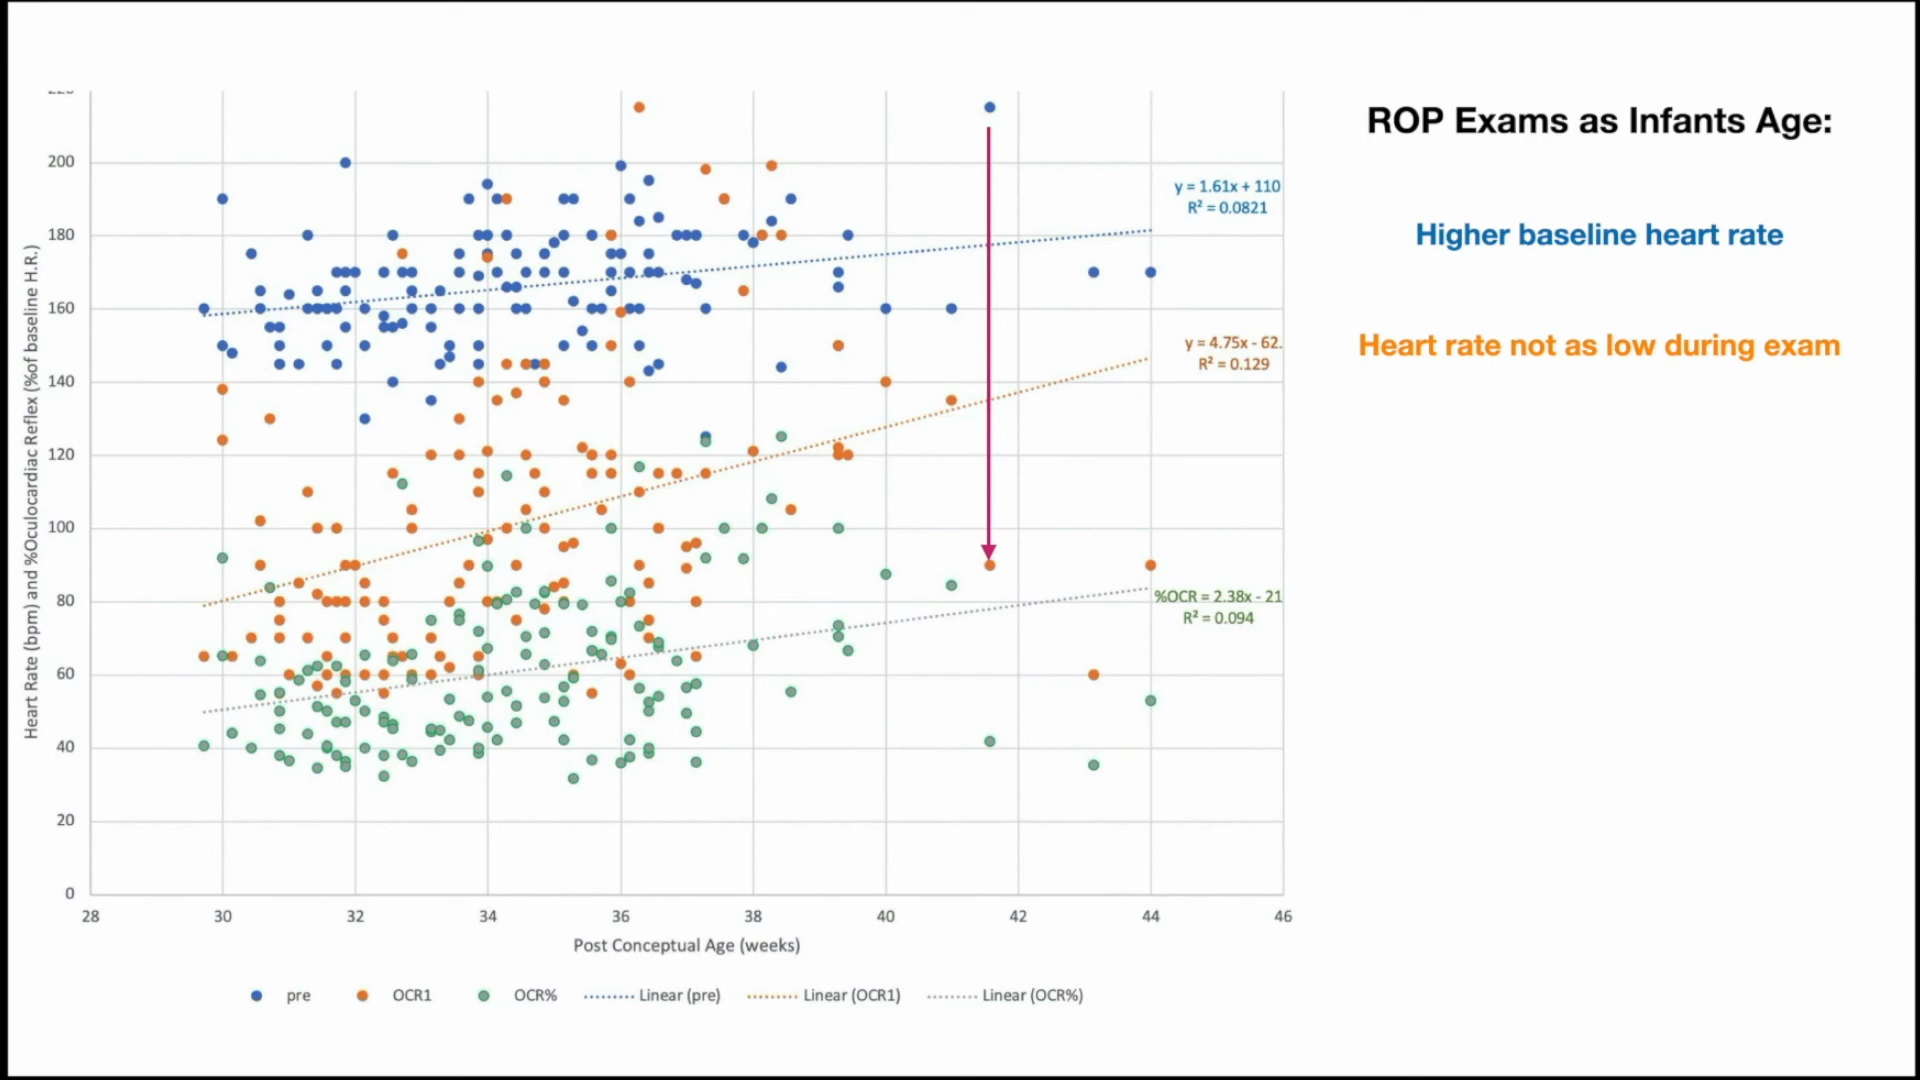 ROP Exams as Infants Age:
Higher baseline heart rate
Heart rate not as low during exam
Heart Rate (bpm) and %Oculocardiac Reflex (%of baseline H.R.)
200
180
160
140
120
100
80
60
40
20
0
y = 1.61x + 110
R² = 0.0821
y = 4.75x - 62.
R² = 0.129
%OCR = 2.38x - 21
R² = 0.094
28 30 32 34 36 38 40 42 44 46
Post Conceptual Age (weeks)
pre OCR1 OCR% Linear (pre) Linear (OCR1) Linear (OCR%)